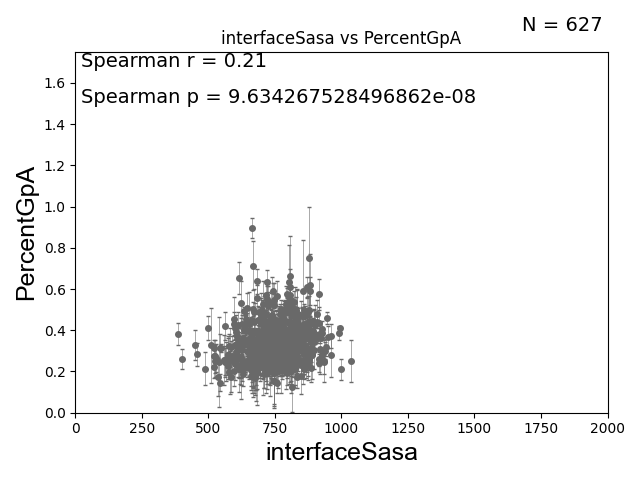 N = 627
interfaceSasa vs PercentGpA
Spearman r = 0.21
Spearman p = 9.634267528496862e-08
PercentGpA
1.6
1.4
1.2
1.0
0.8
0.6
0.4
0.2
0.0
0 250 500 750 1000 1250 1500 1750 2000
interfaceSasa